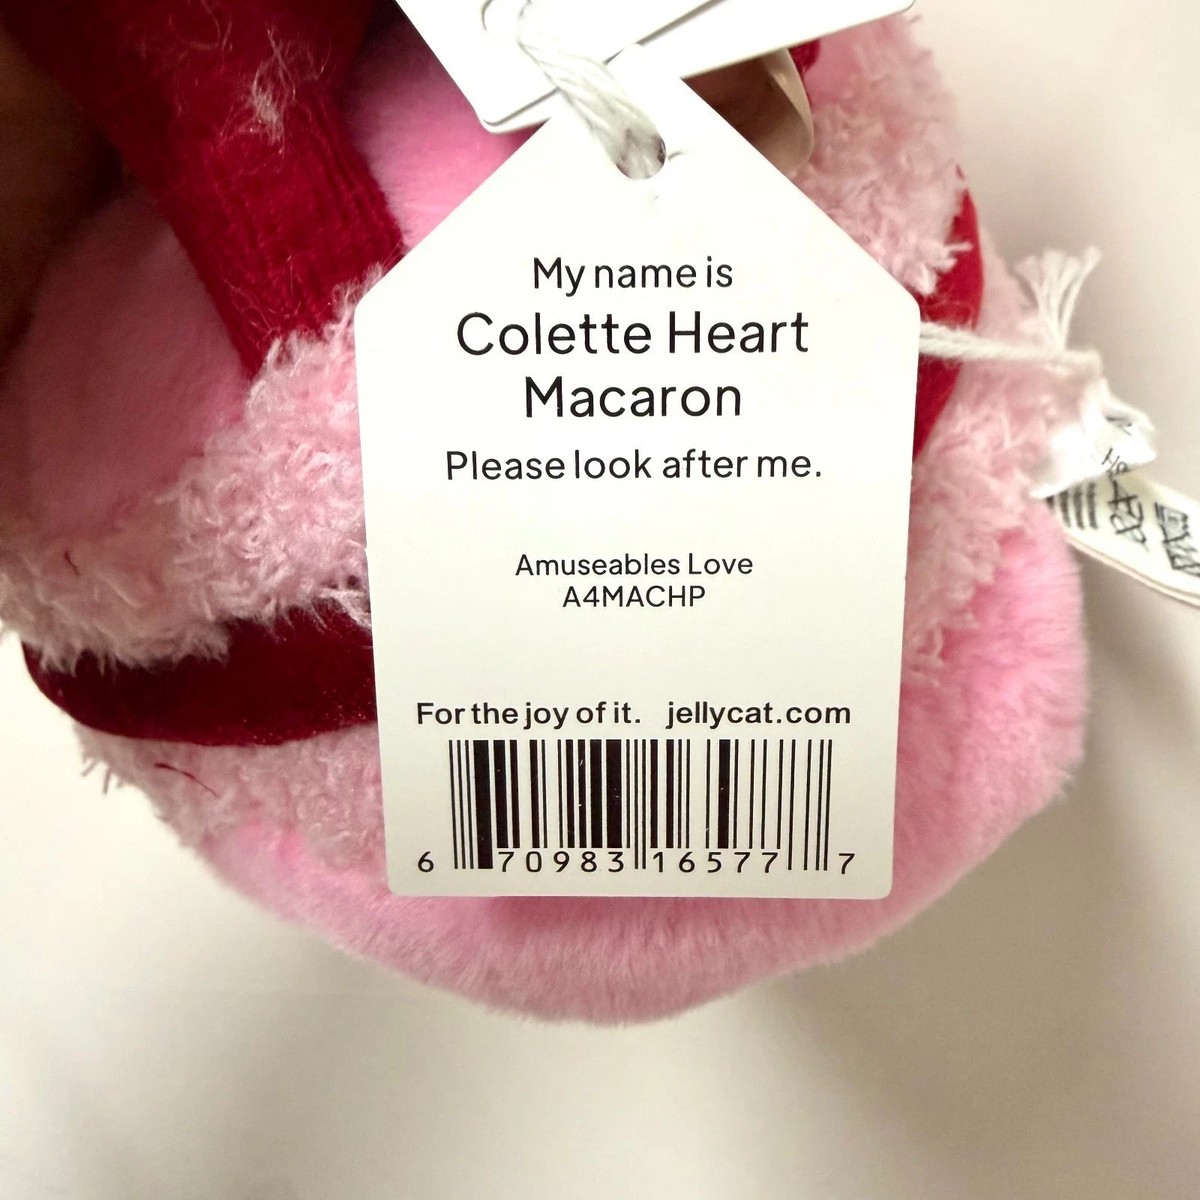 My name is
Colette Heart
Macaron
Please look after me.
Amuseables Love
A4MACHP
For the joy of it. jellycat.com
6 70983 16577 7